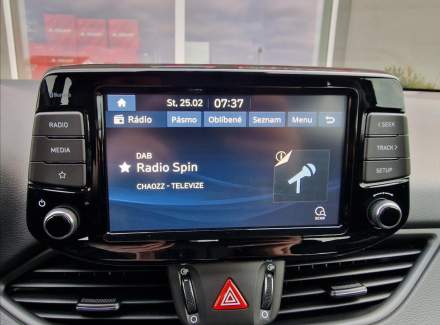 St, 25.02 07:37
Rádio Pásmo Oblíbené Seznam Menu
DAB
Radio Spin
CHAOZZ - TELEVIZE
SCAN
RADIO
MEDIA
< SEEK
TRACK >
SETUP